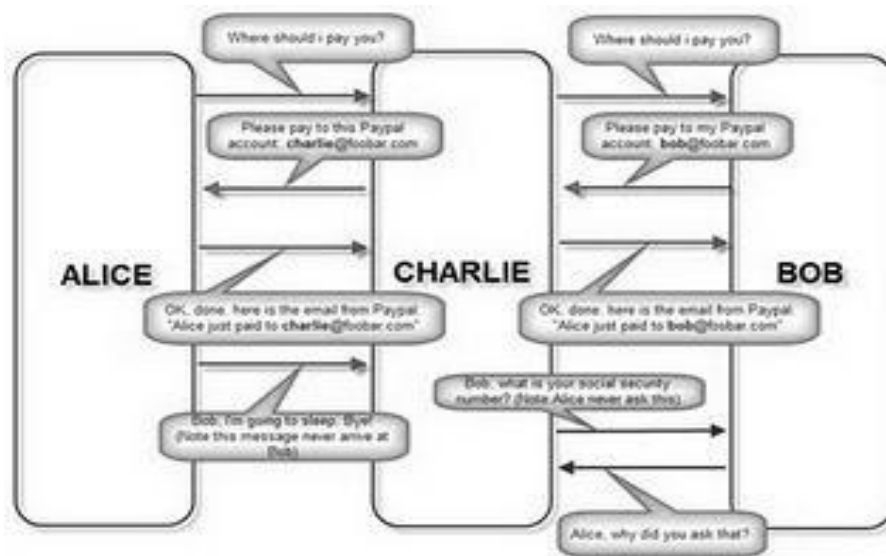 Where should i pay you?
Where should i pay you?
Please pay to this Paypal
account: charlie@foobar.com
Please pay to my Paypal
account: bob@foobar.com
ALICE
CHARLIE
BOB
OK, done. here is the email from Paypal:
"Alice just paid to charlie@foobar.com"
OK, done. here is the email from Paypal:
"Alice just paid to bob@foobar.com"
Bob, what is your social security
number? (Note Alice never ask this)
Bob, I'm going to sleep. Bye!
(Note this message never arrive at
Bob)
Alice, why did you ask that?